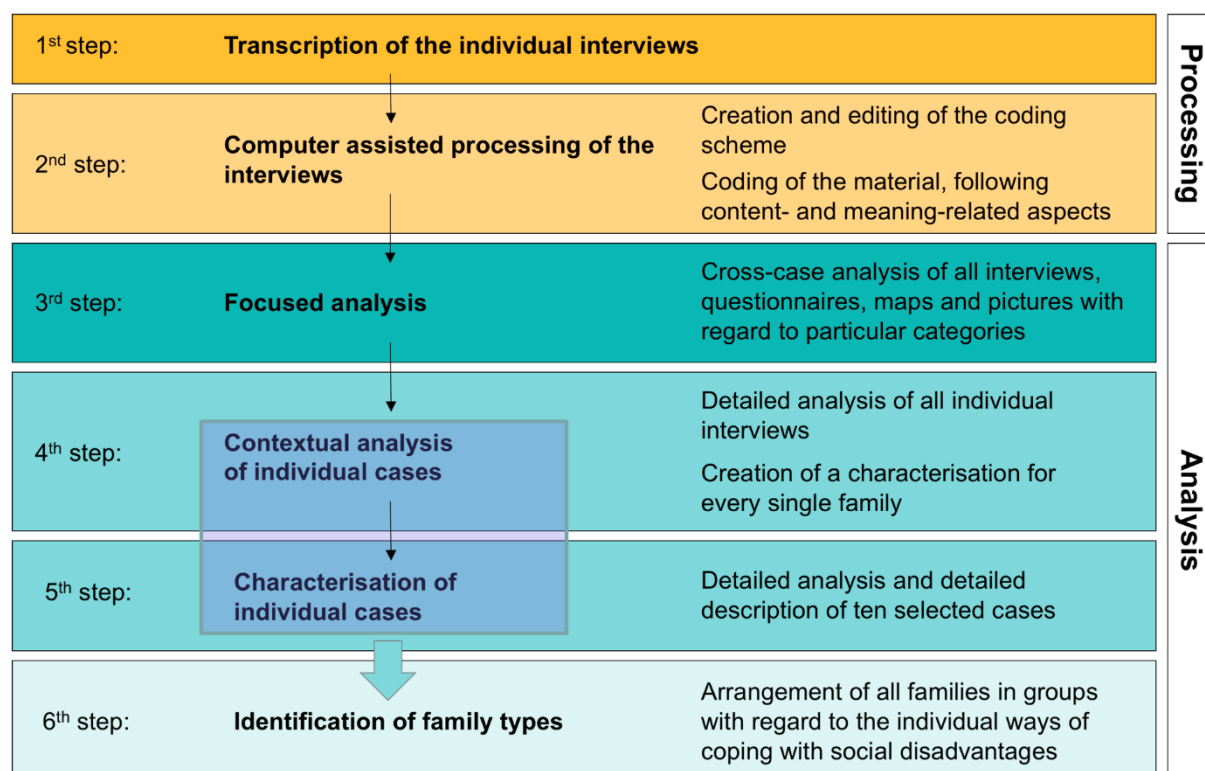 1st step:
Transcription of the individual interviews
Processing
2nd step:
Computer assisted processing of the
interviews
Creation and editing of the coding
scheme
Coding of the material, following
content- and meaning-related aspects
3rd step:
Focused analysis
Cross-case analysis of all interviews,
questionnaires, maps and pictures with
regard to particular categories
Analysis
4th step:
Contextual analysis
of individual cases
Detailed analysis of all individual
interviews
Creation of a characterisation for
every single family
5th step:
Characterisation of
individual cases
Detailed analysis and detailed
description of ten selected cases
6th step:
Identification of family types
Arrangement of all families in groups
with regard to the individual ways of
coping with social disadvantages